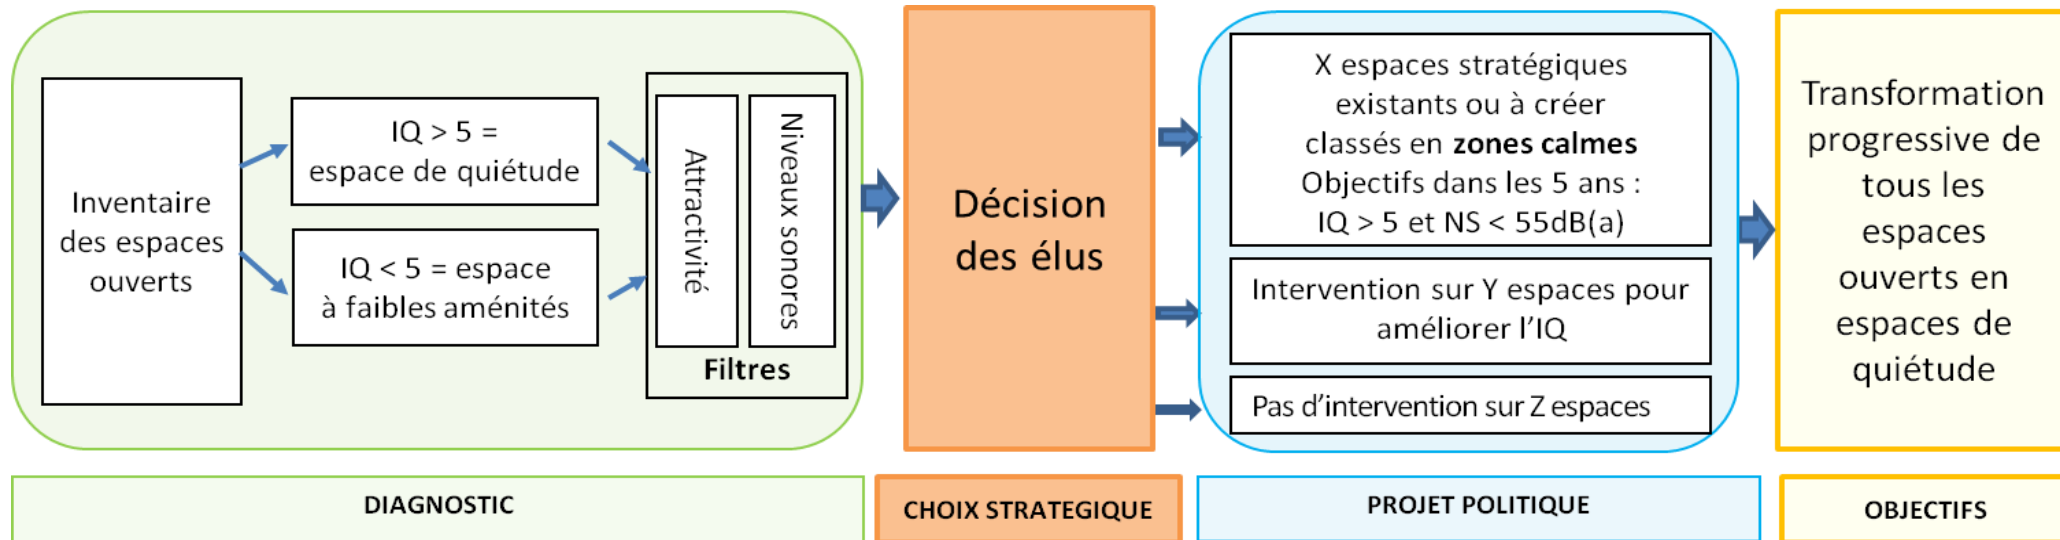 Inventaire
des espaces
ouverts
IQ > 5 =
espace de quiétude
IQ < 5 = espace
à faibles aménités
Attractivité
Niveaux sonores
Filtres
Décision
des élus
X espaces stratégiques
existants ou à créer
classés en zones calmes
Objectifs dans les 5 ans :
IQ > 5 et NS < 55dB(a)
Intervention sur Y espaces pour
améliorer l'IQ
Pas d'intervention sur Z espaces
Transformation
progressive de
tous les
espaces
ouverts en
espaces de
quiétude
DIAGNOSTIC
CHOIX STRATEGIQUE
PROJET POLITIQUE
OBJECTIFS